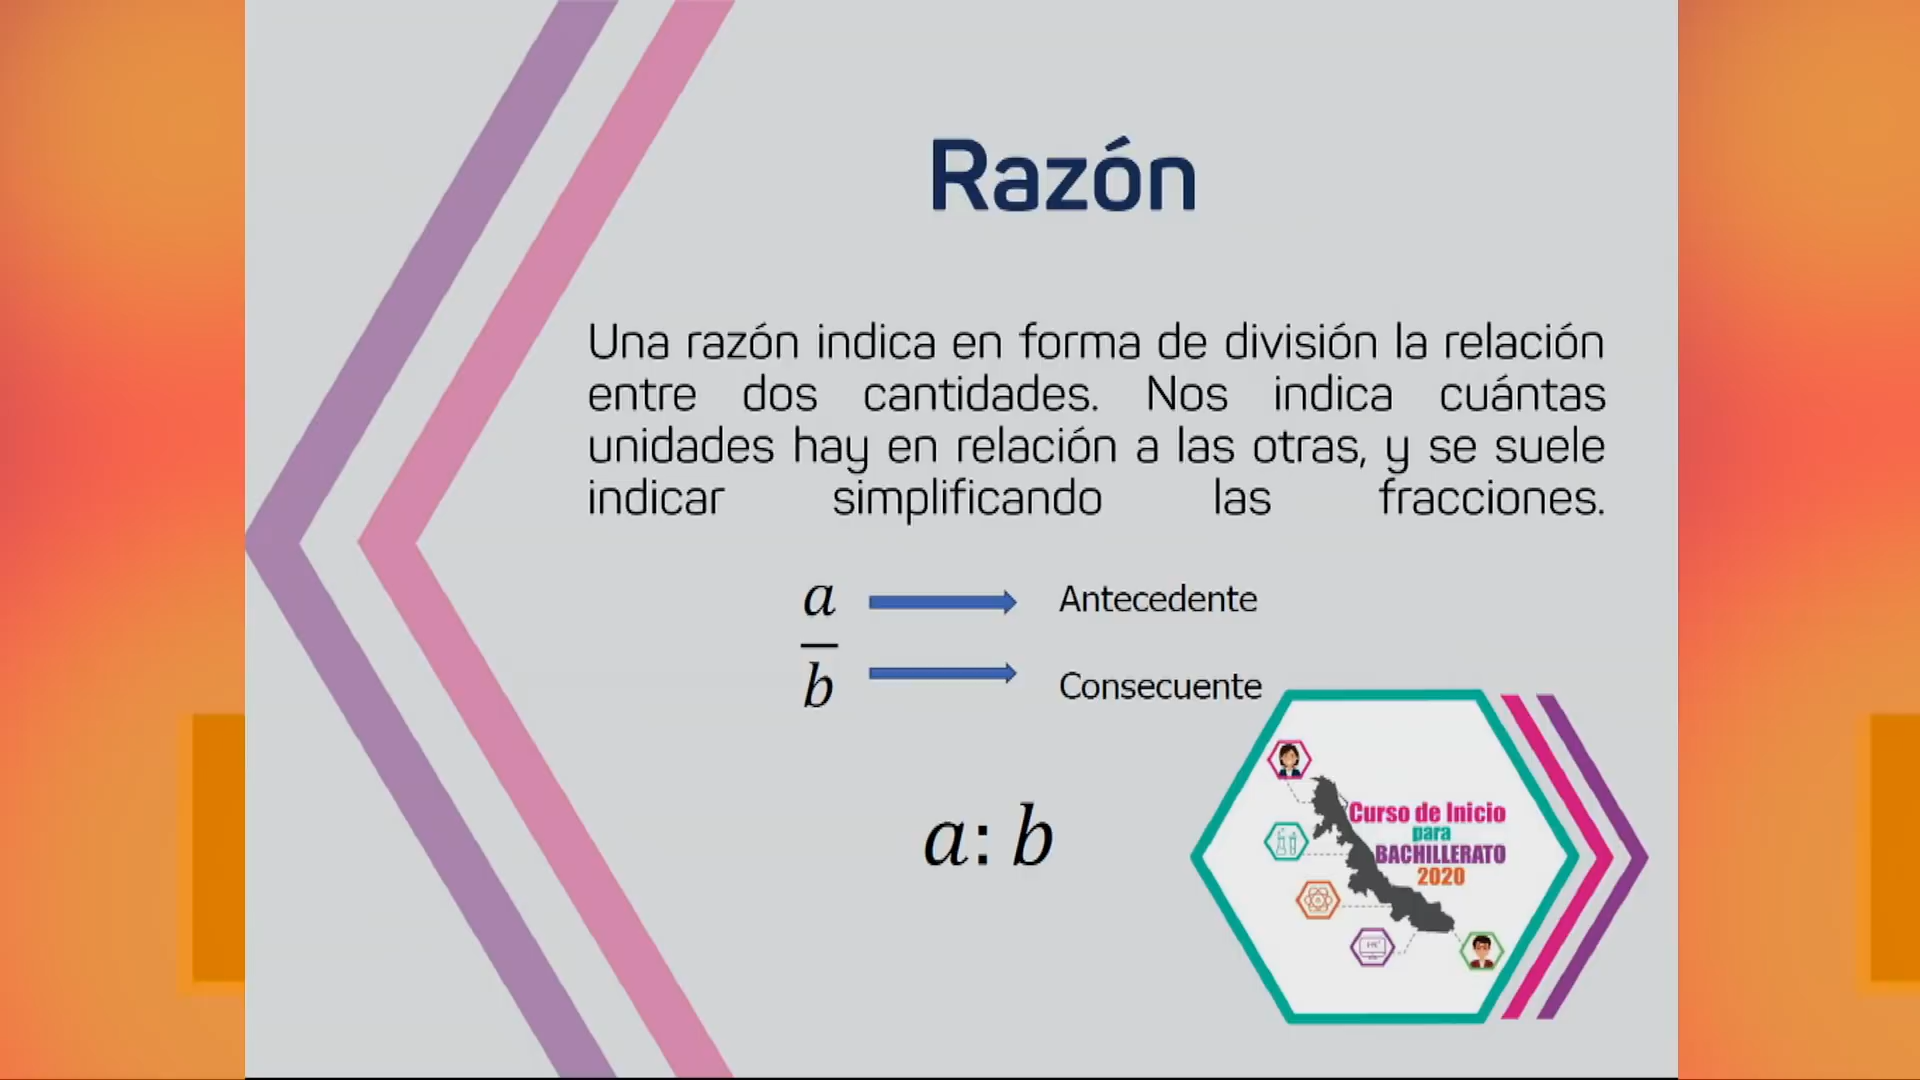 Razón
Una razón indica en forma de división la relación
entre dos cantidades. Nos indica cuántas
unidades hay en relación a las otras, y se suele
indicar simplificando las fracciones.
a Antecedente
b Consecuente
a: b
Curso de Inicio
para
BACHILLERATO
2020